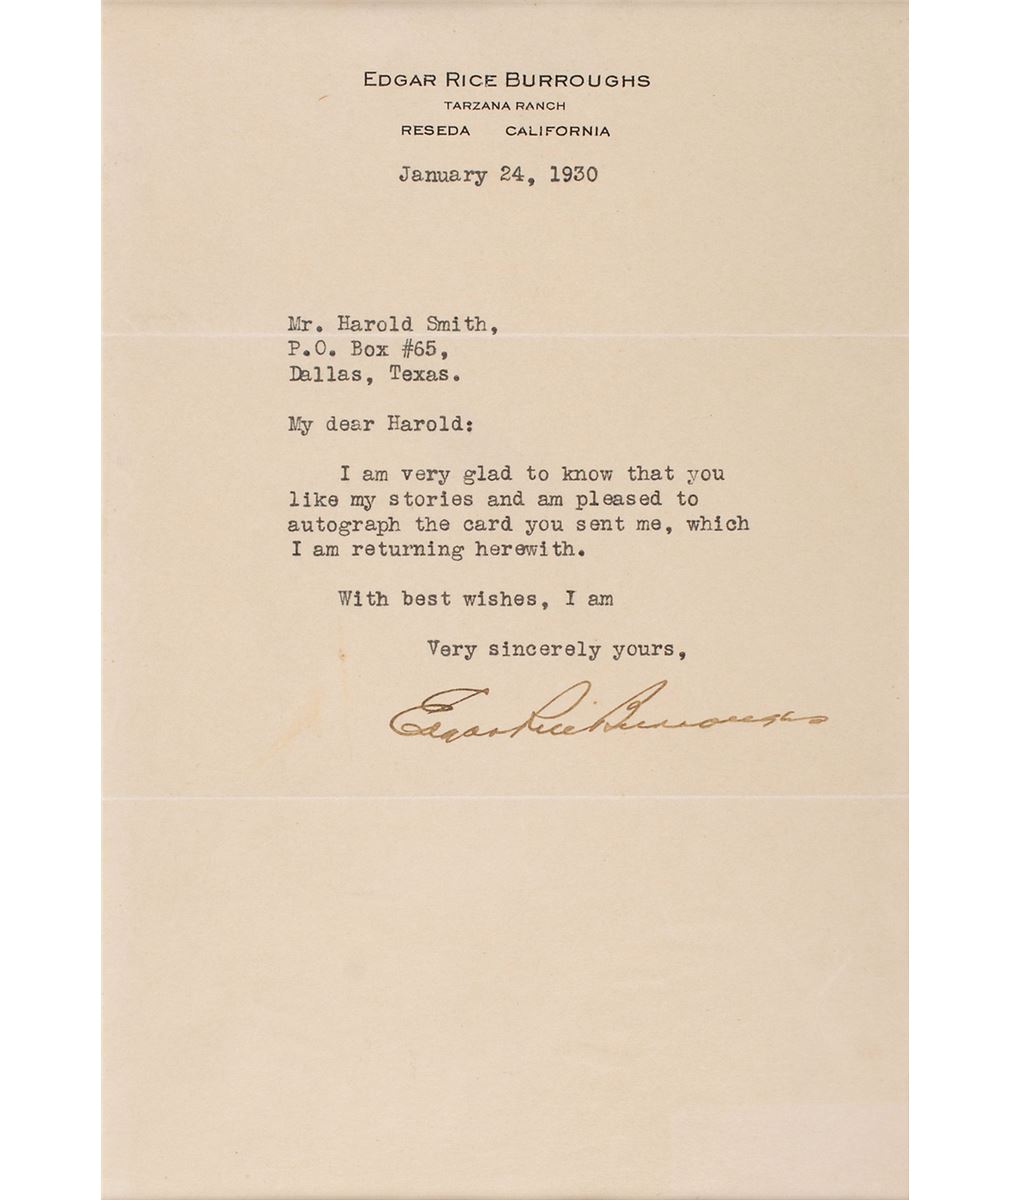 EDGAR RICE BURROUGHS
TARZANA RANCH
RESEDA CALIFORNIA
January 24, 1930
Mr. Harold Smith,
P.O. Box #65,
Dallas, Texas.
My dear Harold:
I am very glad to know that you
like my stories and am pleased to
autograph the card you sent me, which
I am returning herewith.
With best wishes, I am
Very sincerely yours,
Edgar Rice Burroughs